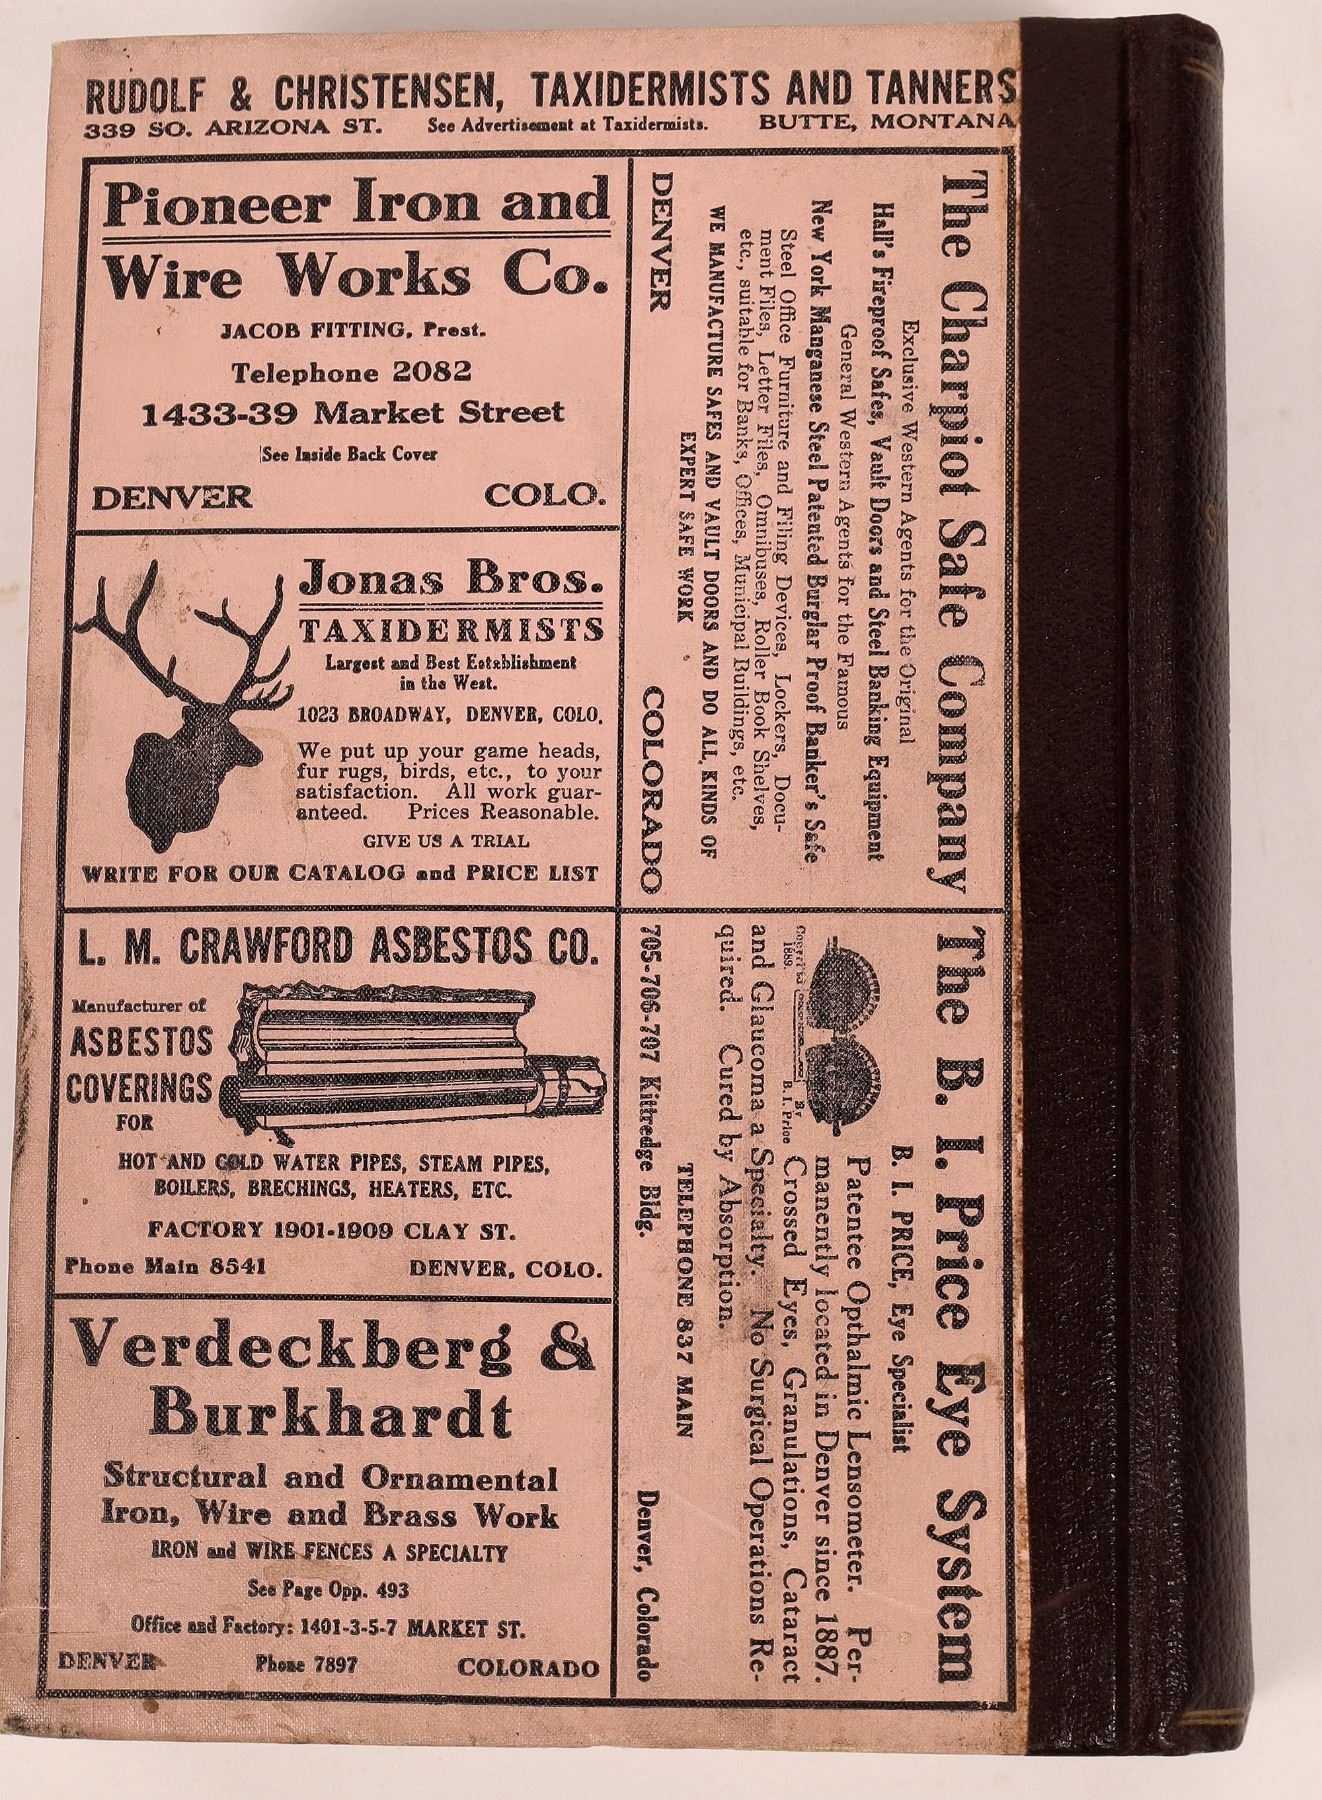 RUDOLF & CHRISTENSEN, TAXIDERMISTS AND TANNERS
339 SO. ARIZONA ST. See Advertisement at Taxidermists. BUTTE, MONTANA
Pioneer Iron and
Wire Works Co.
JACOB FITTING, Prest.
Telephone 2082
1433-39 Market Street
See Inside Back Cover
DENVER COLO.
Jonas Bros.
TAXIDERMISTS
Largest and Best Establishment
in the West.
1023 BROADWAY, DENVER, COLO.
We put up your game heads,
fur rugs, birds, etc., to your
satisfaction. All work guar-
anteed. Prices Reasonable.
GIVE US A TRIAL
WRITE FOR OUR CATALOG and PRICE LIST
L. M. CRAWFORD ASBESTOS CO.
Manufacturer of
ASBESTOS
COVERINGS
FOR
HOT AND COLD WATER PIPES, STEAM PIPES,
BOILERS, BRECHINGS, HEATERS, ETC.
FACTORY 1901-1909 CLAY ST.
Phone Main 8541 DENVER, COLO.
Verdeckberg &
Burkhardt
Structural and Ornamental
Iron, Wire and Brass Work
IRON and WIRE FENCES A SPECIALTY
See Page Opp. 493
Office and Factory: 1401-3-5-7 MARKET ST.
DENVER Phone 7897 COLORADO
The Charpiot Safe Company
Exclusive Western Agents for the Original
Hall's Fireproof Safes, Vault Doors and Steel Banking Equipment
General Western Agents for the Famous
New York Manganese Steel Patented Burglar Proof Banker's Safe
Steel Office Furniture and Filing Devices, Lockers, Docu-
ment Files, Letter Files, Omnibuses, Roller Book Shelves,
etc., suitable for Banks, Offices, Municipal Buildings, etc.
WE MANUFACTURE SAFES AND VAULT DOORS AND DO ALL KINDS OF
EXPERT SAFE WORK
DENVER COLORADO
The B. I. Price Eye System
B. I. PRICE, Eye Specialist
Patentee Opthalmic Lensometer. Per-
manently located in Denver since 1887.
Crossed Eyes, Granulations, Cataract
1889. By
B. I. Price
and Glaucoma a Specialty. No Surgical Operations Re-
quired. Cured by Absorption.
TELEPHONE 837 MAIN
705-706-707 Kittredge Bldg. Denver, Colorado